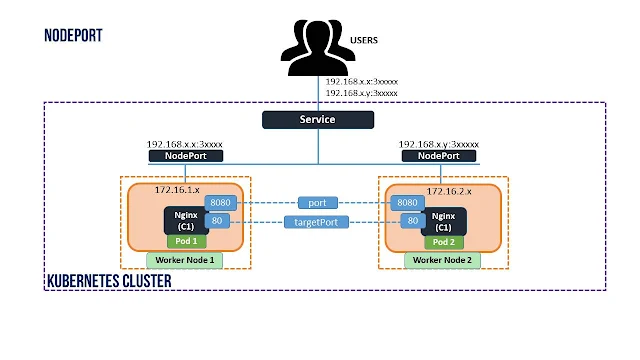 NODEPORT
USERS
192.168.x.x:3xxxxx
192.168.x.y:3xxxxx
Service
192.168.x.x:3xxxx
192.168.x.y:3xxxxx
NodePort
NodePort
172.16.1.x
172.16.2.x
8080
port
8080
Nginx
(C1)
80
targetPort
80
Nginx
(C1)
Pod 1
Pod 2
Worker Node 1
Worker Node 2
KUBERNETES CLUSTER